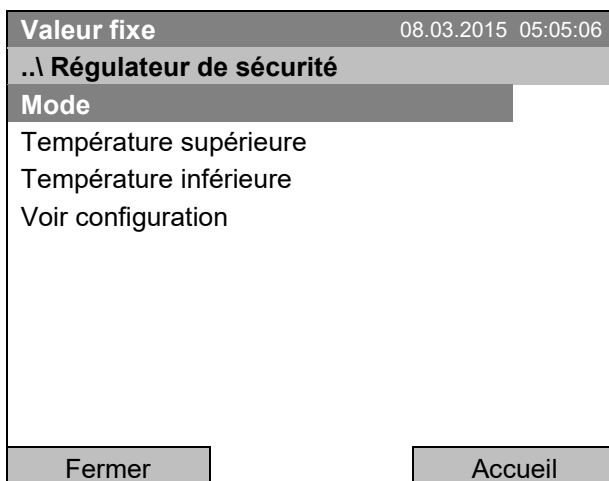 Valeur fixe 08.03.2015 05:05:06
..\ Régulateur de sécurité
Mode
Température supérieure
Température inférieure
Voir configuration
Fermer Accueil